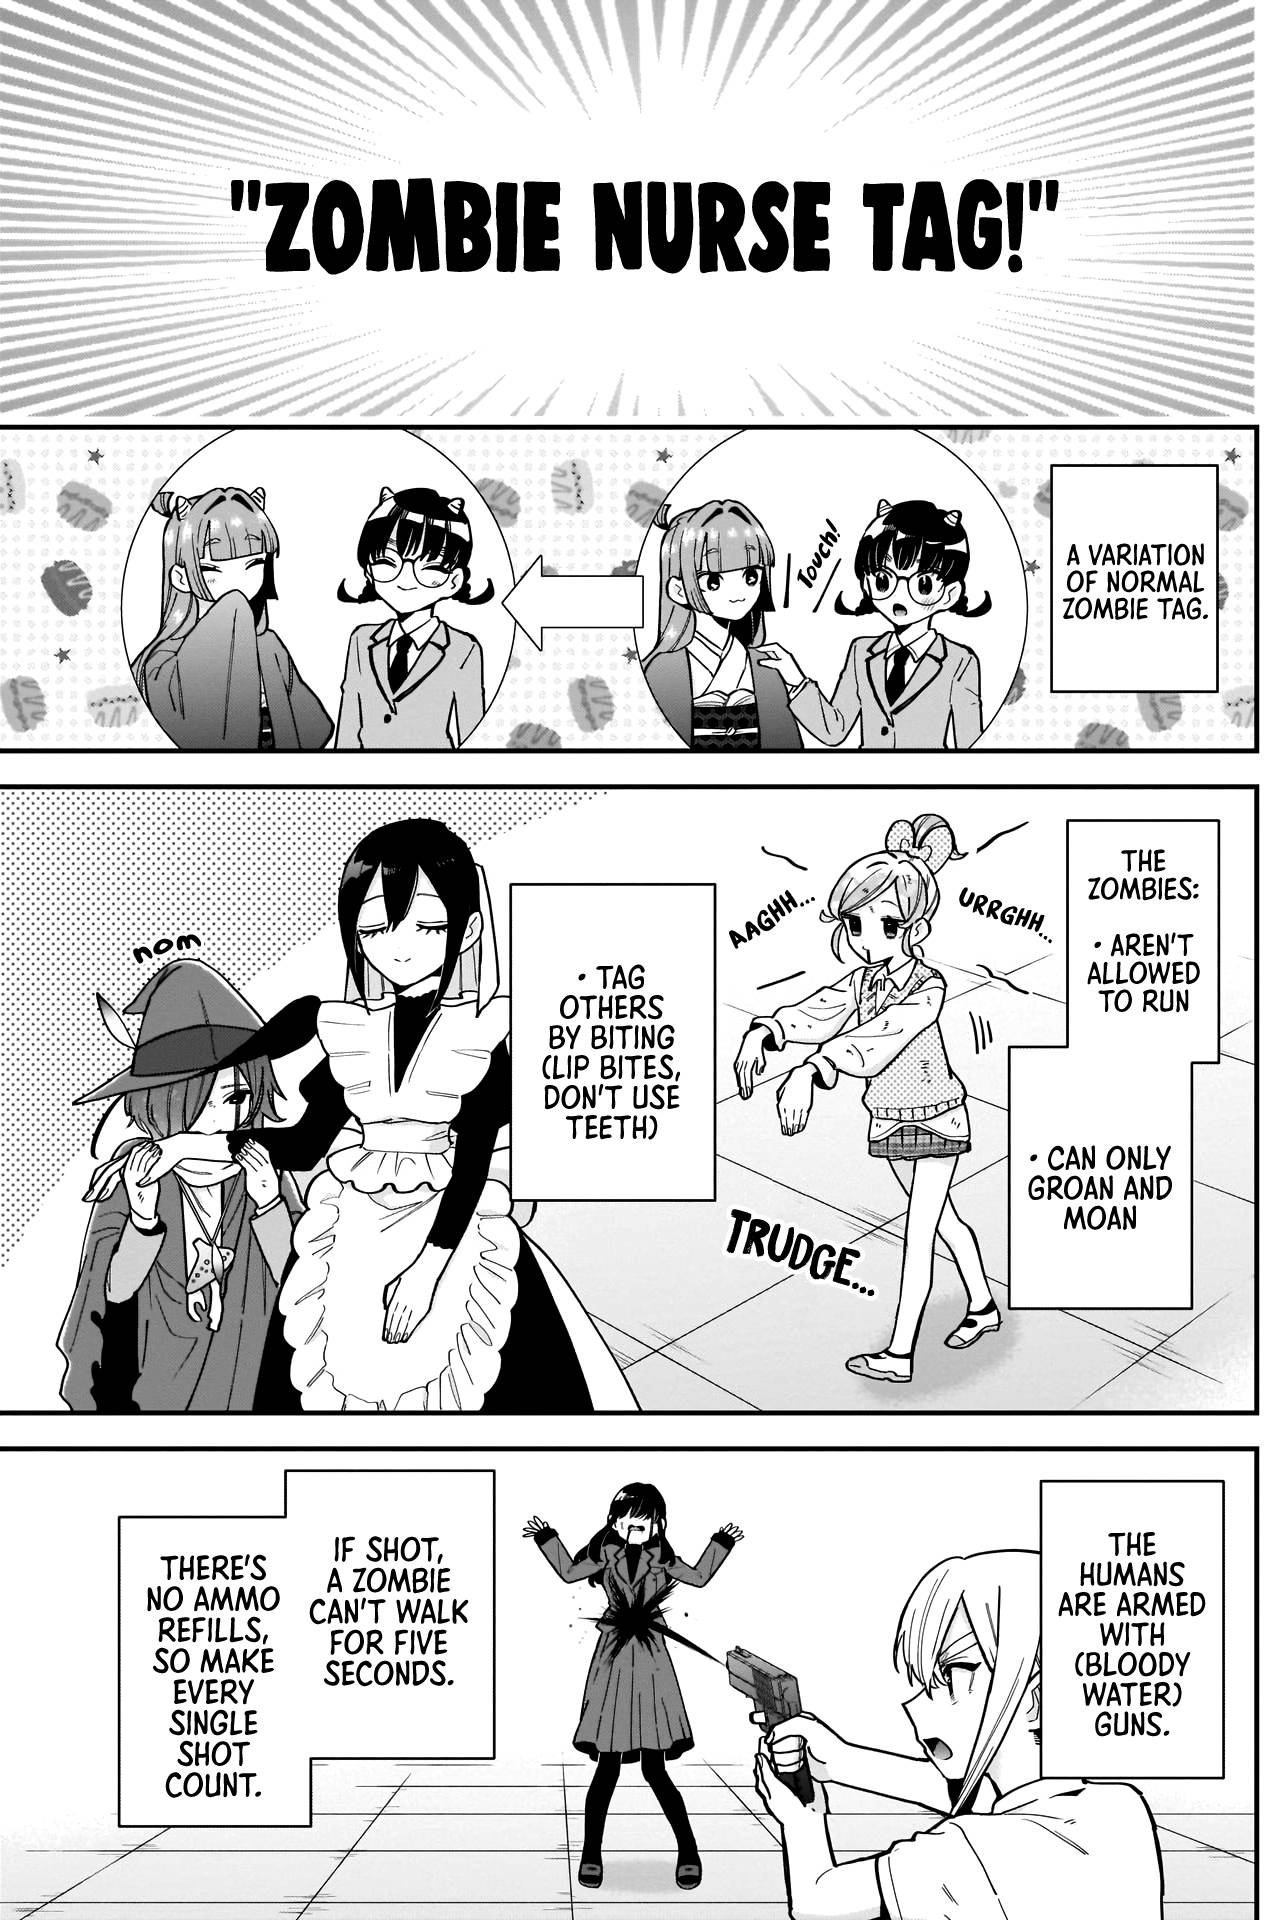 "ZOMBIE NURSE TAG!"
A VARIATION
OF NORMAL
ZOMBIE TAG.
Touch!
THE
ZOMBIES:
• AREN'T
ALLOWED
TO RUN
• CAN ONLY
GROAN AND
MOAN
URRGHH...
AAGHH...
TRUDGE...
• TAG
OTHERS
BY BITING
(LIP BITES,
DON'T USE
TEETH)
nom
THE
HUMANS
ARE ARMED
WITH
(BLOODY
WATER)
GUNS.
IF SHOT,
A ZOMBIE
CAN'T WALK
FOR FIVE
SECONDS.
THERE'S
NO AMMO
REFILLS,
SO MAKE
EVERY
SINGLE
SHOT
COUNT.